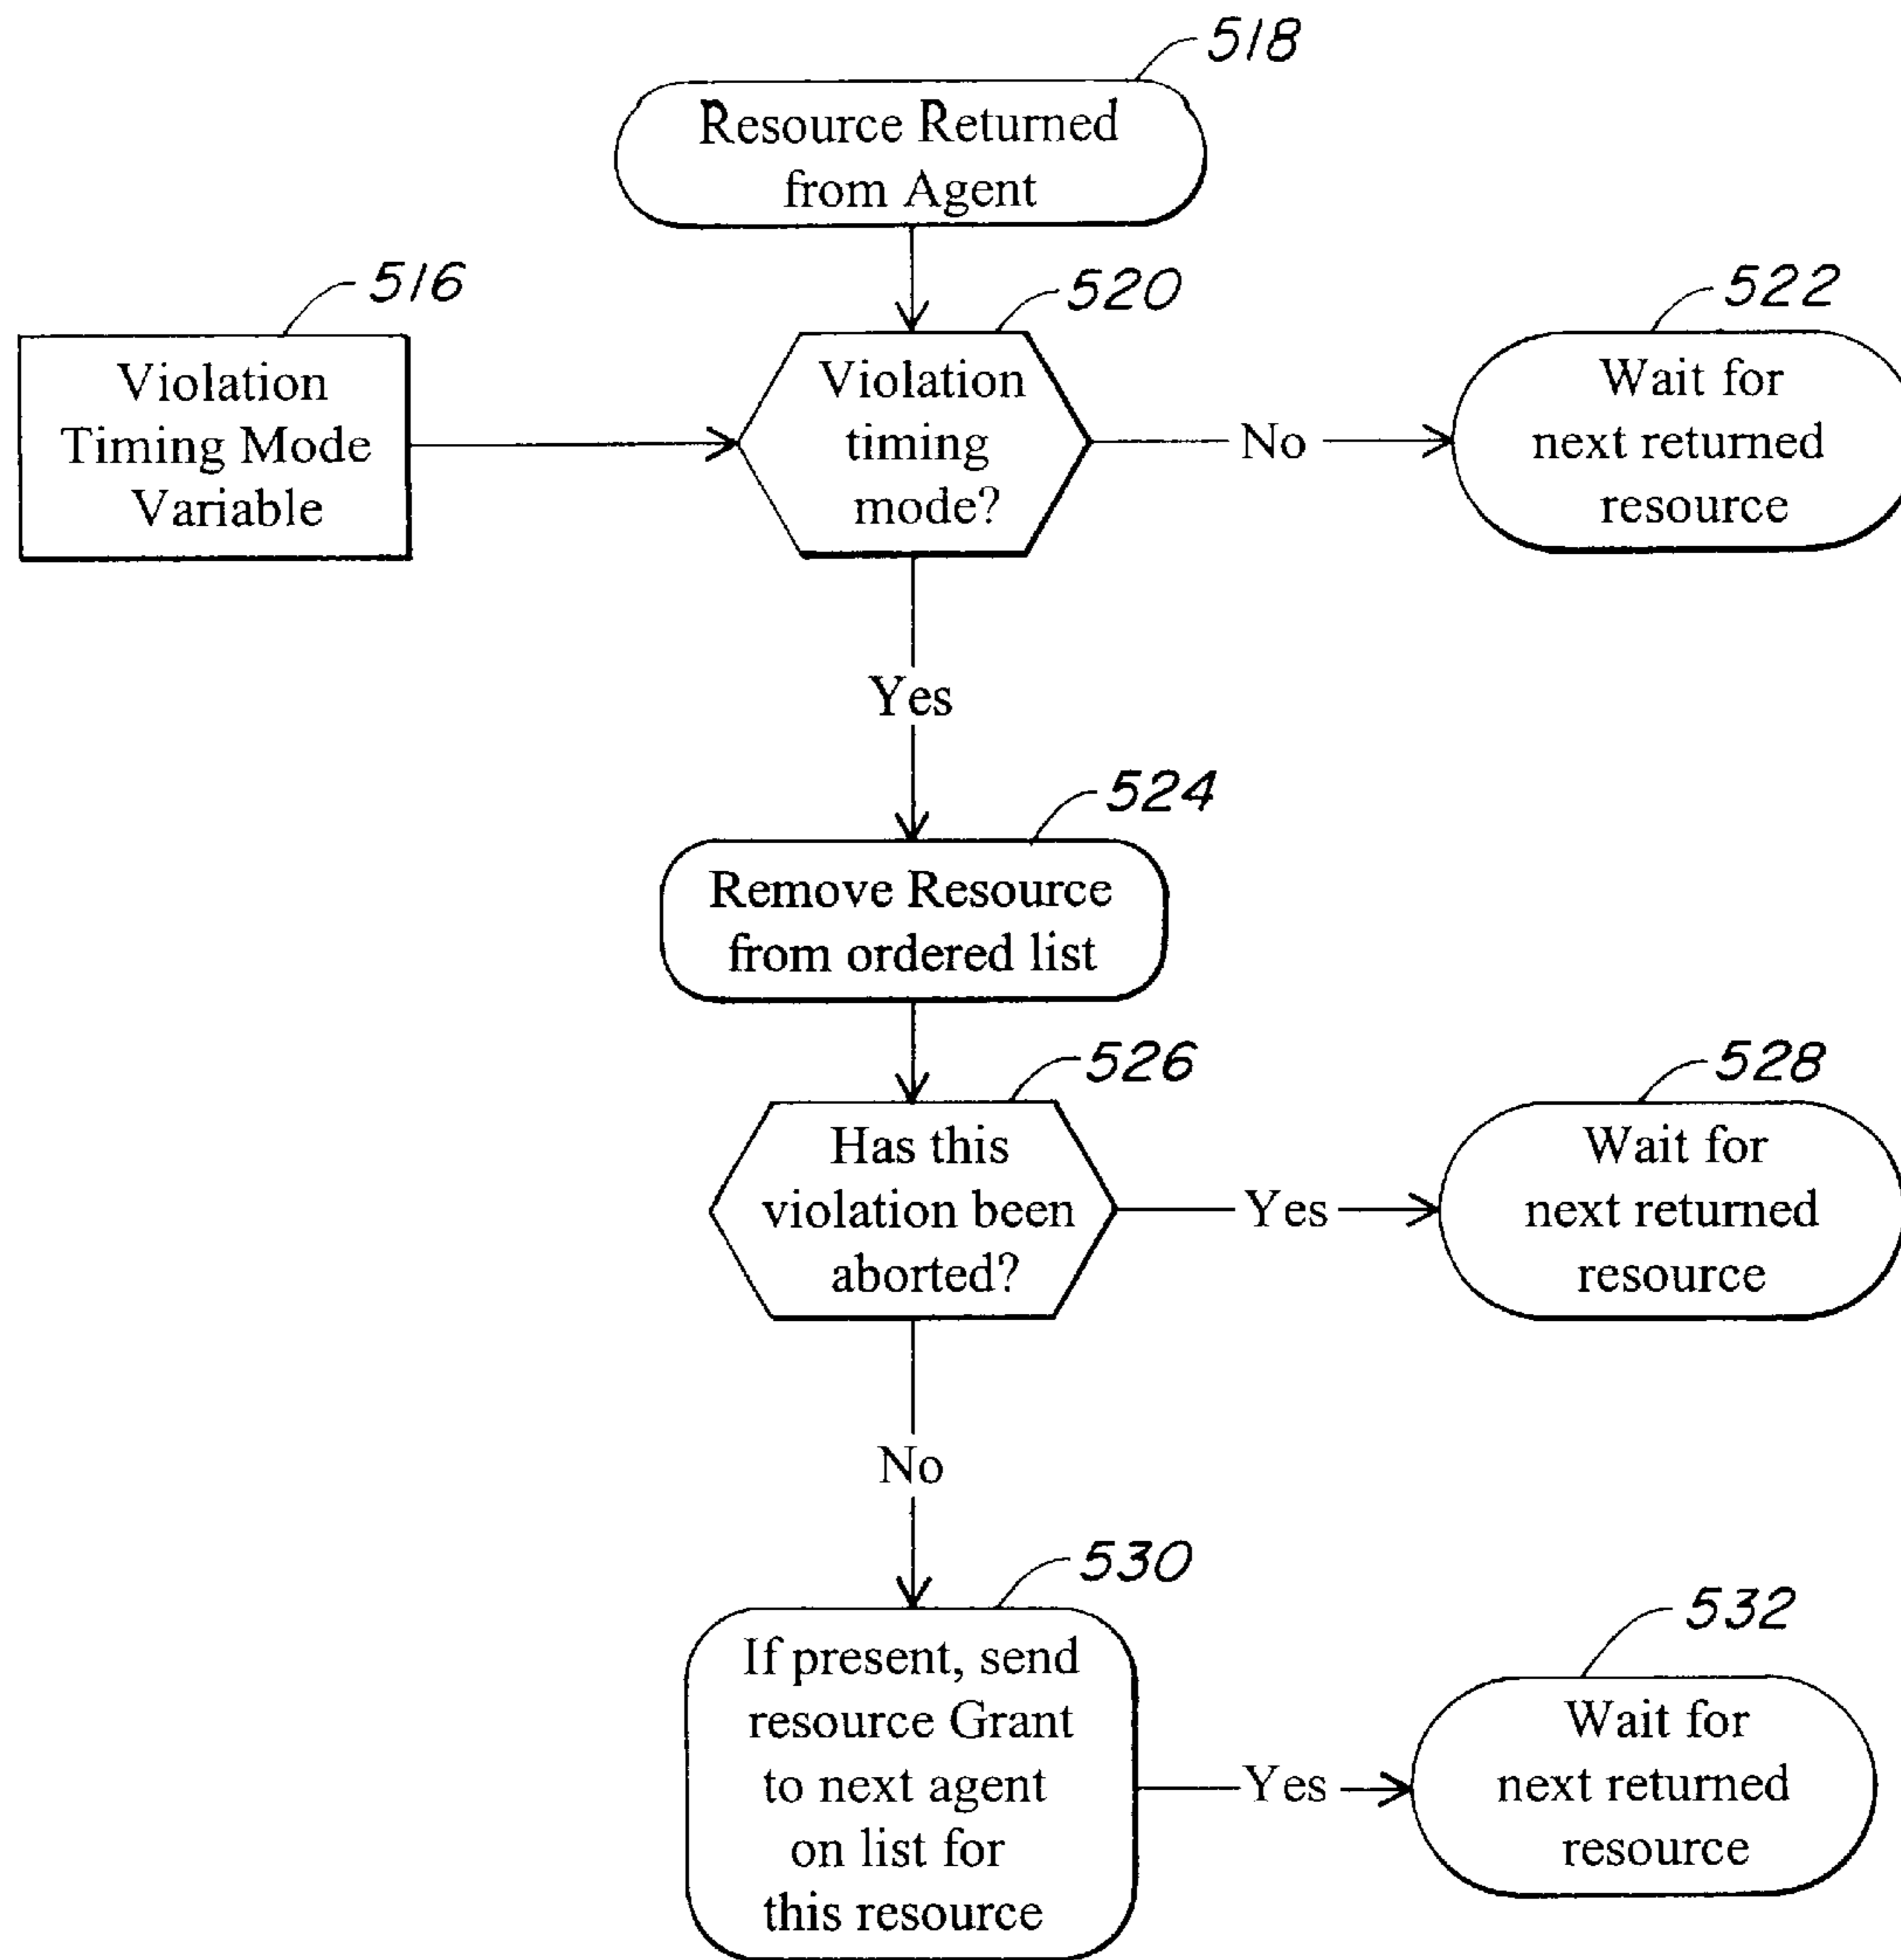 518
Resource Returned
from Agent
516
Violation
Timing Mode
Variable
520
Violation
timing
mode?
No
522
Wait for
next returned
resource
Yes
524
Remove Resource
from ordered list
526
Has this
violation been
aborted?
Yes
528
Wait for
next returned
resource
No
530
If present, send
resource Grant
to next agent
on list for
this resource
Yes
532
Wait for
next returned
resource